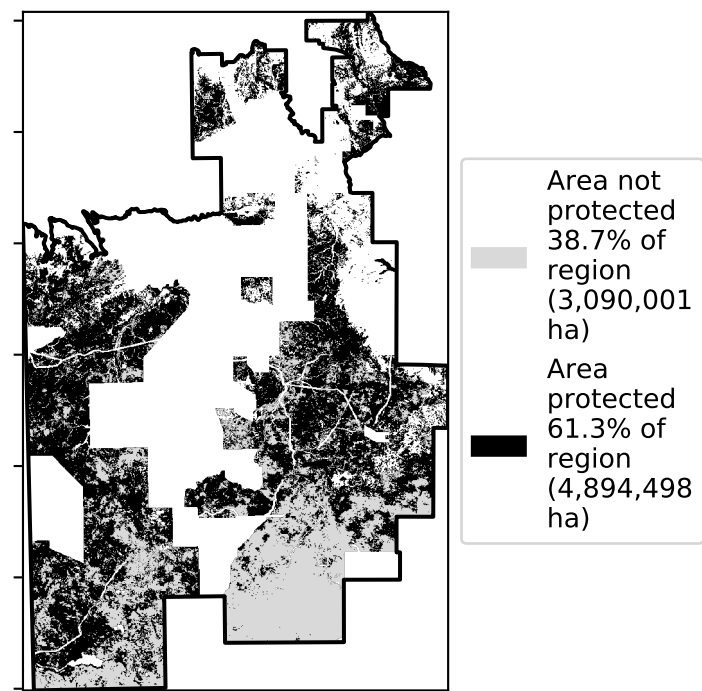 Area not
protected
38.7% of
region
(3,090,001
ha)
Area
protected
61.3% of
region
(4,894,498
ha)